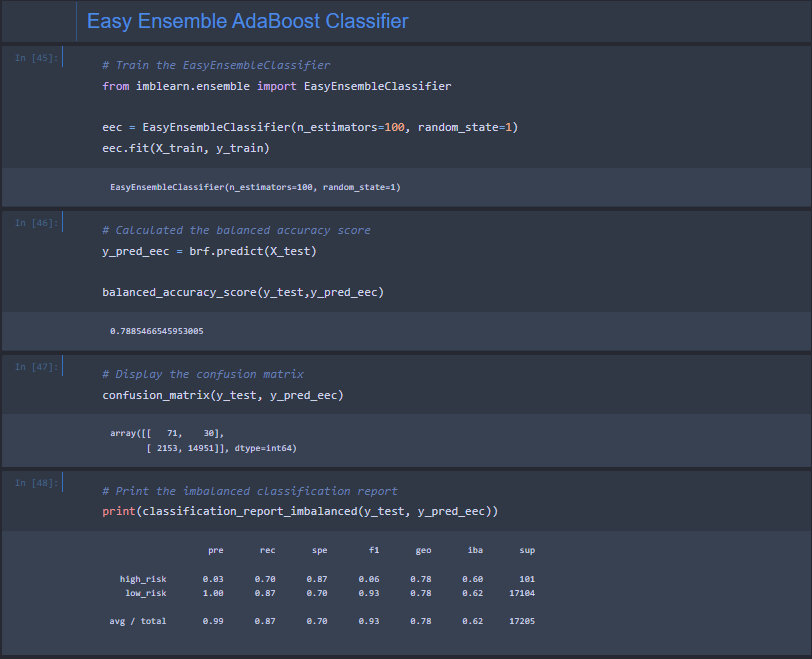 Easy Ensemble AdaBoost Classifier
In [45]:
# Train the EasyEnsembleClassifier
from imblearn.ensemble import EasyEnsembleClassifier
eec = EasyEnsembleClassifier(n_estimators=100, random_state=1)
eec.fit(X_train, y_train)
EasyEnsembleClassifier(n_estimators=100, random_state=1)
In [46]:
# Calculated the balanced accuracy score
y_pred_eec = brf.predict(X_test)
balanced_accuracy_score(y_test,y_pred_eec)
0.7885466545953005
In [47]:
# Display the confusion matrix
confusion_matrix(y_test, y_pred_eec)
array([[   71,    30],
       [ 2153, 14951]], dtype=int64)
In [48]:
# Print the imbalanced classification report
print(classification_report_imbalanced(y_test, y_pred_eec))
pre rec spe f1 geo iba sup
high_risk 0.03 0.70 0.87 0.06 0.78 0.60 101
low_risk 1.00 0.87 0.70 0.93 0.78 0.62 17104
avg / total 0.99 0.87 0.70 0.93 0.78 0.62 17205